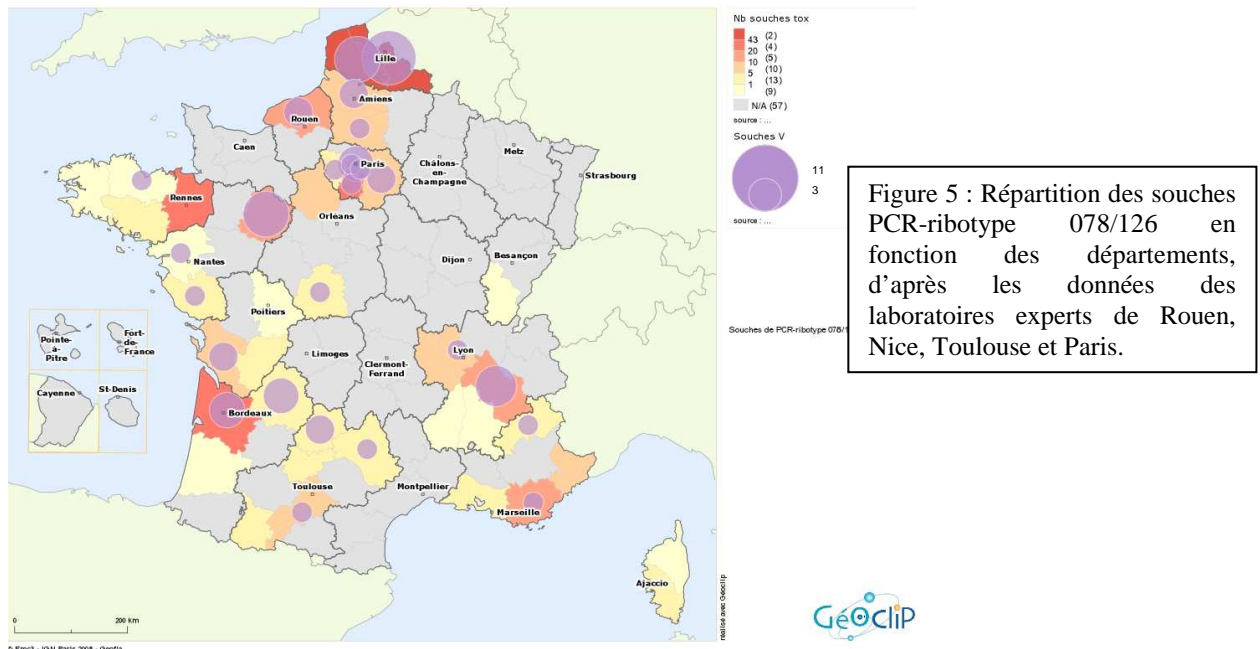 Lille
Amiens
Rouen
Caen
Paris
Châlons-
en-
Champagne
Metz
Strasbourg
Rennes
Orléans
Nantes
Dijon
Besançon
Poitiers
Limoges
Clermont-
Ferrand
Lyon
Bordeaux
Toulouse
Montpellier
Marseille
Ajaccio
Pointe-
à-
Pitre
Fort-
de-
France
Cayenne
St-Denis
0 200 km
réalisé avec Géoclip
Nb souches tox
43 (2)
20 (4)
10 (5)
5 (10)
1 (13)
(9)
N/A (57)
source : ...
Souches V
11
3
source : ...
Souches de PCR-ribotype 078/1
Figure 5 : Répartition des souches
PCR-ribotype 078/126 en
fonction des départements,
d'après les données des
laboratoires experts de Rouen,
Nice, Toulouse et Paris.
GéOcliP